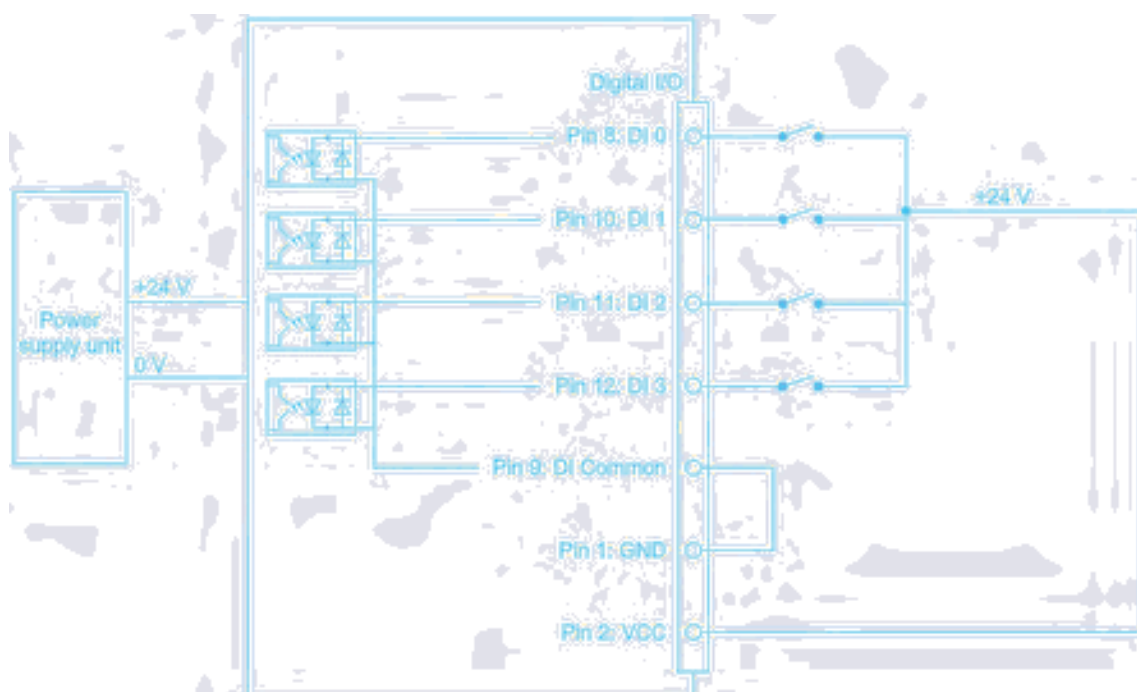 Digital I/O
Pin 8: DI 0
Pin 10: DI 1
+24 V
+24 V
Pin 11: DI 2
Power
supply unit
0 V
Pin 12: DI 3
Pin 9: DI Common
Pin 1: GND
Pin 2: VCC